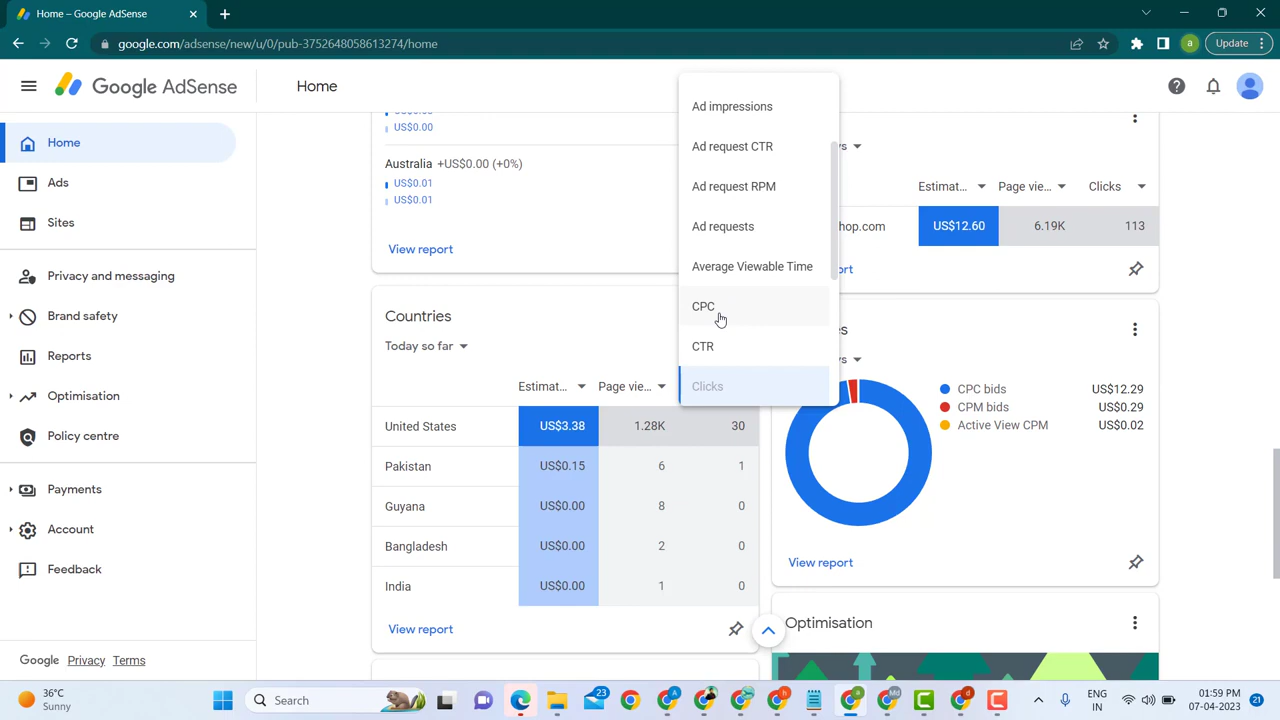 Home – Google AdSense
google.com/adsense/new/u/0/pub-3752648058613274/home
Update
Google AdSense
Home
Home
Ads
Sites
Privacy and messaging
Brand safety
Reports
Optimisation
Policy centre
Payments
Account
Feedback
Google Privacy Terms
US$0.00
Australia +US$0.00 (+0%)
US$0.01
US$0.01
View report
Countries
Today so far
Estimat... Page vie...
United States US$3.38 1.28K 30
Pakistan US$0.15 6 1
Guyana US$0.00 8 0
Bangladesh US$0.00 2 0
India US$0.00 1 0
View report
Ad impressions
Ad request CTR
Ad request RPM
Ad requests
Average Viewable Time
CPC
CTR
Clicks
Estimat... Page vie... Clicks
hop.com US$12.60 6.19K 113
CPC bids US$12.29
CPM bids US$0.29
Active View CPM US$0.02
View report
Optimisation
36°C
Sunny
Search
23
ENG
IN
01:59 PM
07-04-2023
21